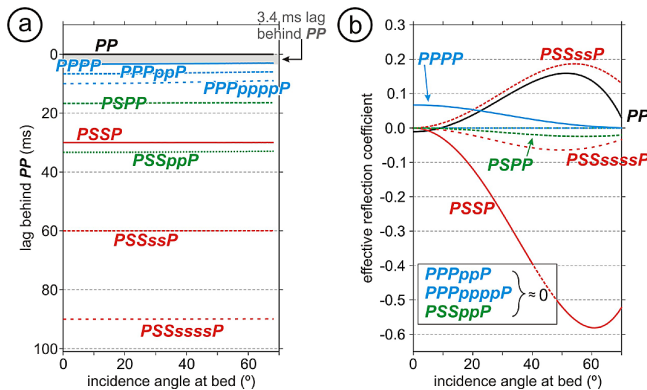 a
3.4 ms lag
behind PP
0
20
40
60
80
100
lag behind PP (ms)
PP
PPPP
PPPppP
PPPppppP
PSPP
PSSP
PSSppP
PSSssP
PSSssssP
0
20
40
60
incidence angle at bed (º)
b
0.3
0.2
0.1
0.0
-0.1
-0.2
-0.3
-0.4
-0.5
-0.6
effective reflection coefficient
PSSssP
PPPP
PP
PSPP
PSSssssP
PSSP
PPPppP
PPPppppP ≈ 0
PSSppP
0
20
40
60
incidence angle at bed (º)